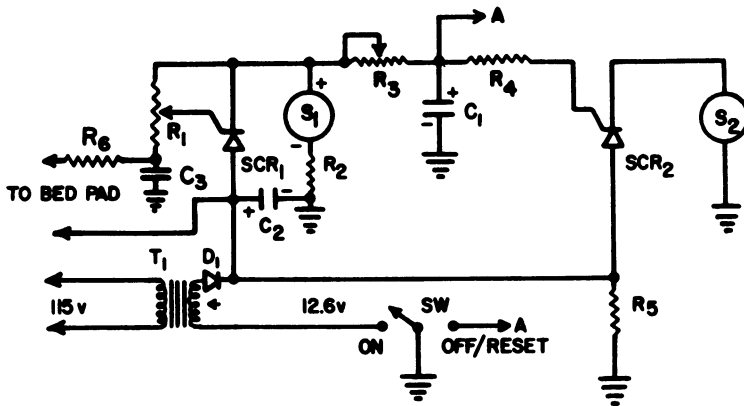 A
R3
R4
C1
S1
S2
R1
SCR1
SCR2
R6
C3
R2
TO BED PAD
C2
T1
D1
115v
12.6v
SW
A
R5
ON
OFF/RESET